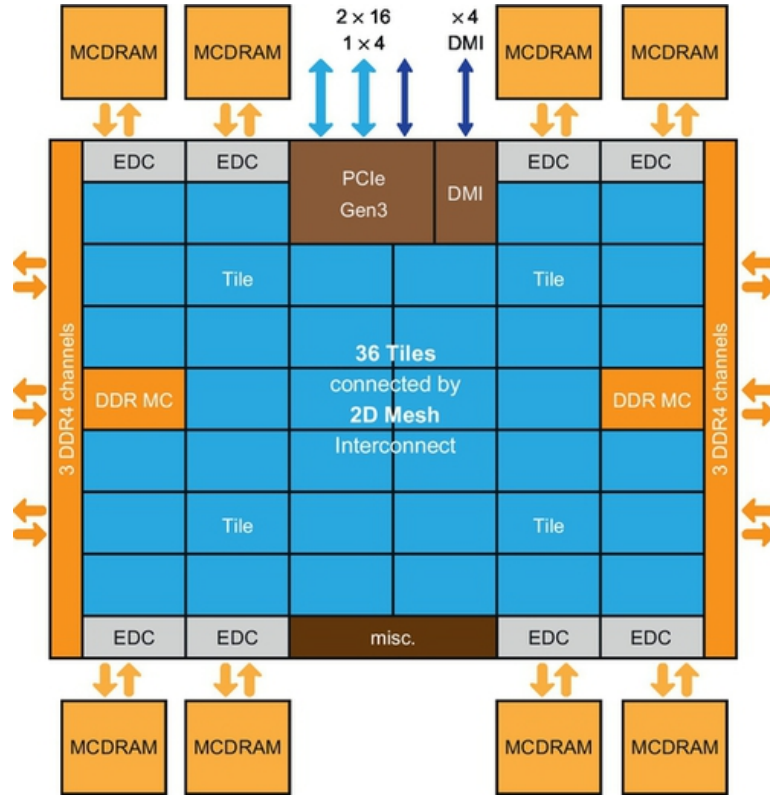 2 × 16
1 × 4
×4
DMI
MCDRAM
MCDRAM
MCDRAM
MCDRAM
EDC
EDC
PCIe
Gen3
DMI
EDC
EDC
Tile
Tile
3 DDR4 channels
36 Tiles
connected by
2D Mesh
Interconnect
DDR MC
DDR MC
3 DDR4 channels
Tile
Tile
EDC
EDC
misc.
EDC
EDC
MCDRAM
MCDRAM
MCDRAM
MCDRAM